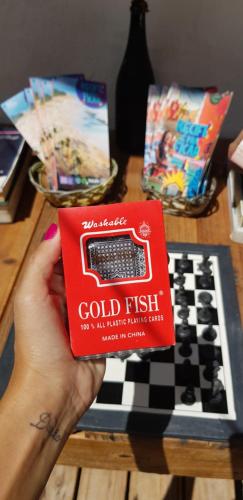 Washable
GOLD FISH®
100 % ALL PLASTIC PLAYING CARDS
MADE IN CHINA